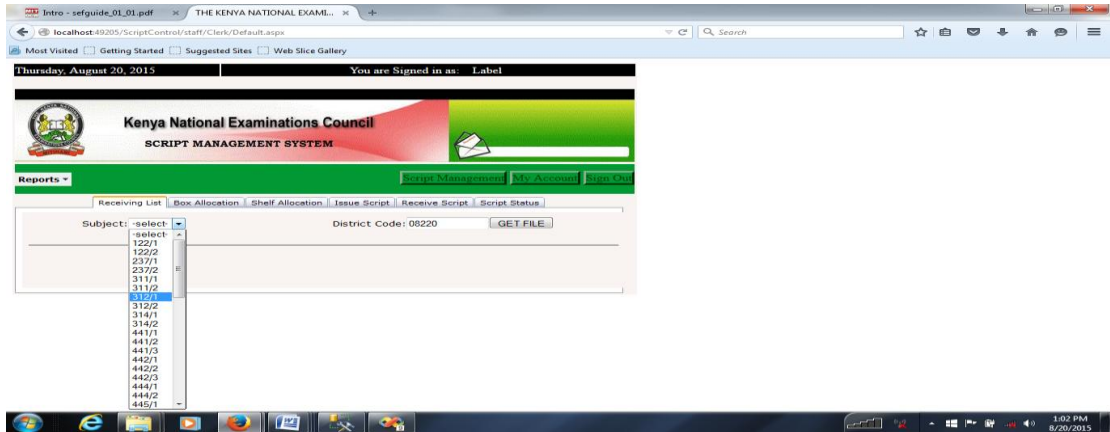 Intro - sefguide_01_01.pdf × THE KENYA NATIONAL EXAMI... × +
localhost:49205/ScriptControl/staff/Clerk/Default.aspx Search
Most Visited Getting Started Suggested Sites Web Slice Gallery
Thursday, August 20, 2015 You are Signed in as: Label
Kenya National Examinations Council
SCRIPT MANAGEMENT SYSTEM
Reports Script Management My Account Sign Out
Receiving List Box Allocation Shelf Allocation Issue Script Receive Script Script Status
Subject: -select- District Code: 08220 GET FILE
-select-
122/1
122/2
237/1
237/2
311/1
311/2
312/1
312/2
314/1
314/2
441/1
441/2
441/3
442/1
442/2
442/3
444/1
444/2
445/1
1:02 PM
8/20/2015